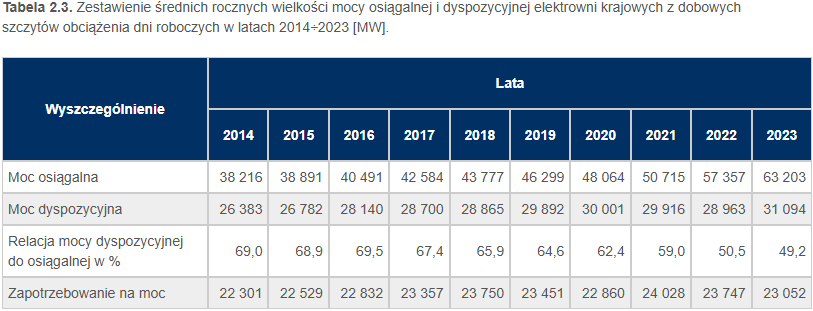 Tabela 2.3. Zestawienie średnich rocznych wielkości mocy osiągalnej i dyspozycyjnej elektrowni krajowych z dobowych
szczytów obciążenia dni roboczych w latach 2014÷2023 [MW].
Wyszczególnienie Lata
2014 2015 2016 2017 2018 2019 2020 2021 2022 2023
Moc osiągalna 38 216 38 891 40 491 42 584 43 777 46 299 48 064 50 715 57 357 63 203
Moc dyspozycyjna 26 383 26 782 28 140 28 700 28 865 29 892 30 001 29 916 28 963 31 094
Relacja mocy dyspozycyjnej
do osiągalnej w % 69,0 68,9 69,5 67,4 65,9 64,6 62,4 59,0 50,5 49,2
Zapotrzebowanie na moc 22 301 22 529 22 832 23 357 23 750 23 451 22 860 24 028 23 747 23 052